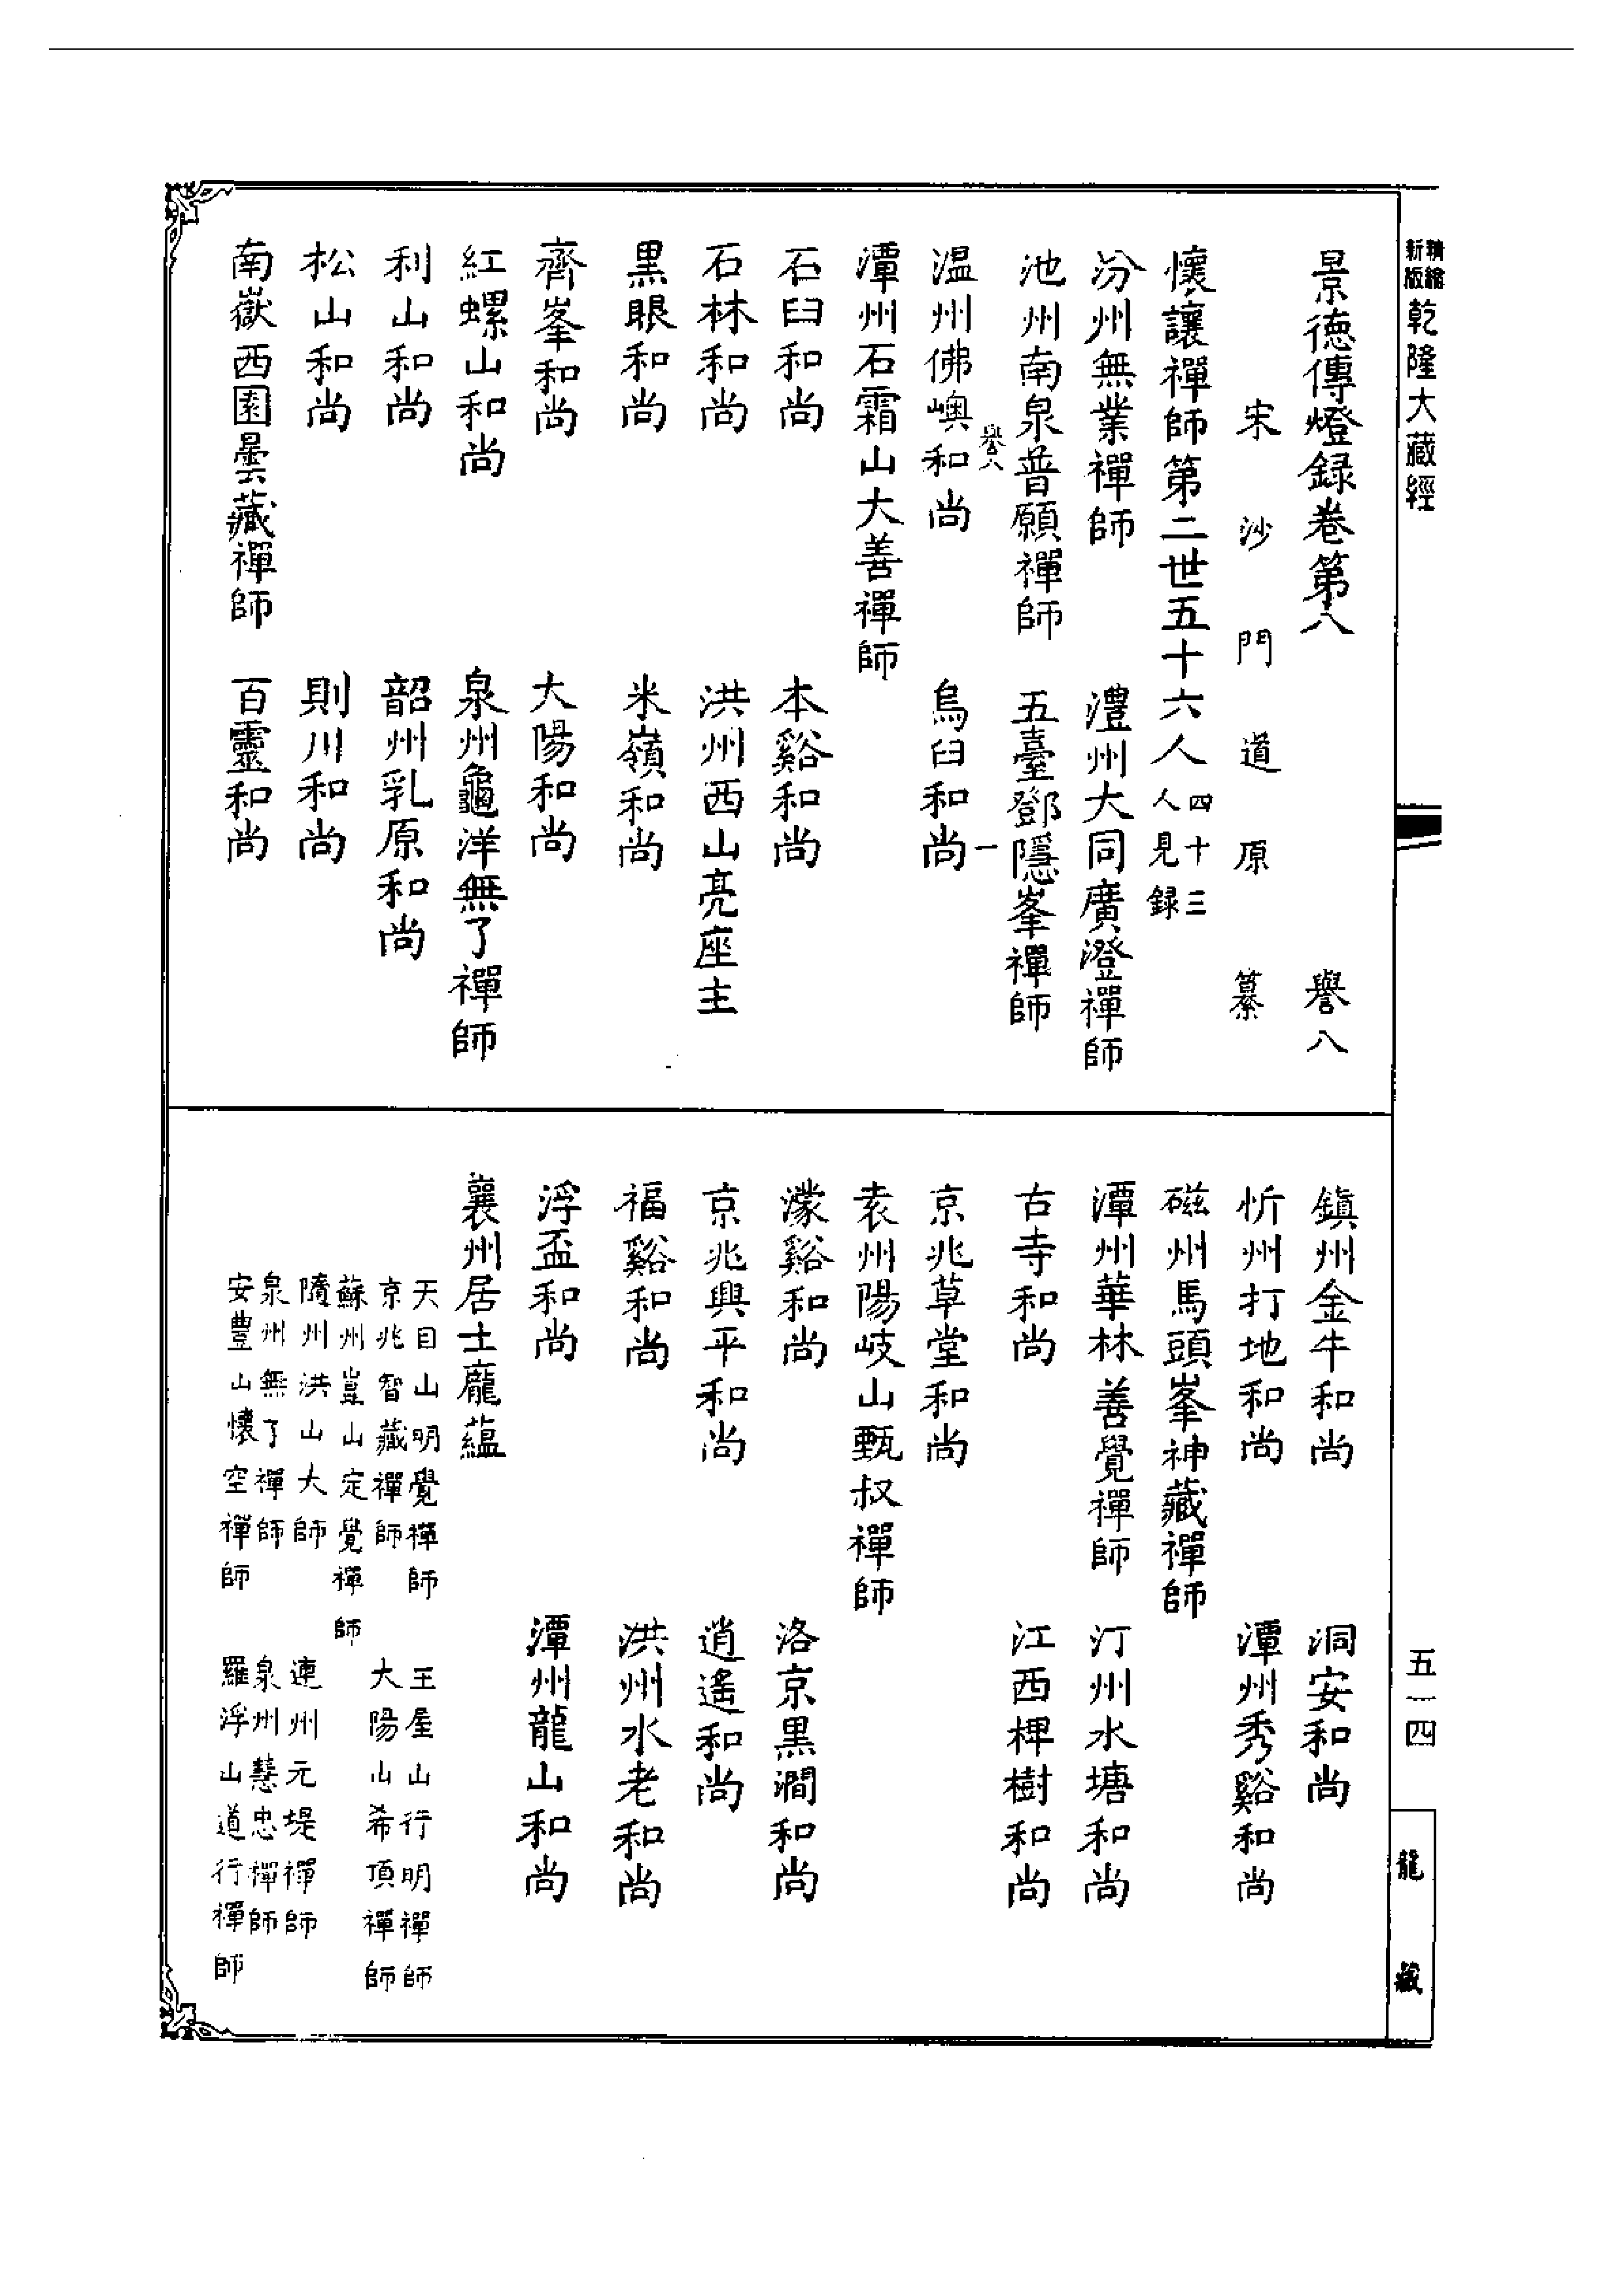 精縮新版乾隆大藏經
景德傳燈錄卷第八　譽八
宋沙門道原纂
懷讓禪師第二世五十六人四十三人見錄
汾州無業禪師　澧州大同廣澄禪師
池州南泉普願禪師　五臺鄧隱峯禪師
譽八　一
温州佛嶴和尚　烏臼和尚
潭州石霜山大善禪師
石臼和尚　本谿和尚
石林和尚　洪州西山亮座主
黑眼和尚　米嶺和尚
齊峯和尚　大陽和尚
紅螺山和尚　泉州龜洋無了禪師
利山和尚　韶州乳原和尚
松山和尚　則川和尚
南嶽西園曇藏禪師　百靈和尚
鎮州金牛和尚　洞安和尚
忻州打地和尚　潭州秀谿和尚
磁州馬頭峯神藏禪師
潭州華林善覺禪師　汀州水塘和尚
古寺和尚　江西椑樹和尚
京兆草堂和尚
袁州陽岐山甄叔禪師
濛谿和尚　洛京黑澗和尚
京兆興平和尚　逍遙和尚
福谿和尚　洪州水老和尚
浮盃和尚　潭州龍山和尚
襄州居士龐蘊
天目山明覺禪師　王屋山行明禪師
京兆智藏禪師　大陽山希頂禪師
蘇州崑山定覺禪師
隨州洪山大師　連州元堤禪師
泉州無了禪師　泉州慧忠禪師
安豐山懷空禪師　羅浮山道行禪師
五一四
龍藏